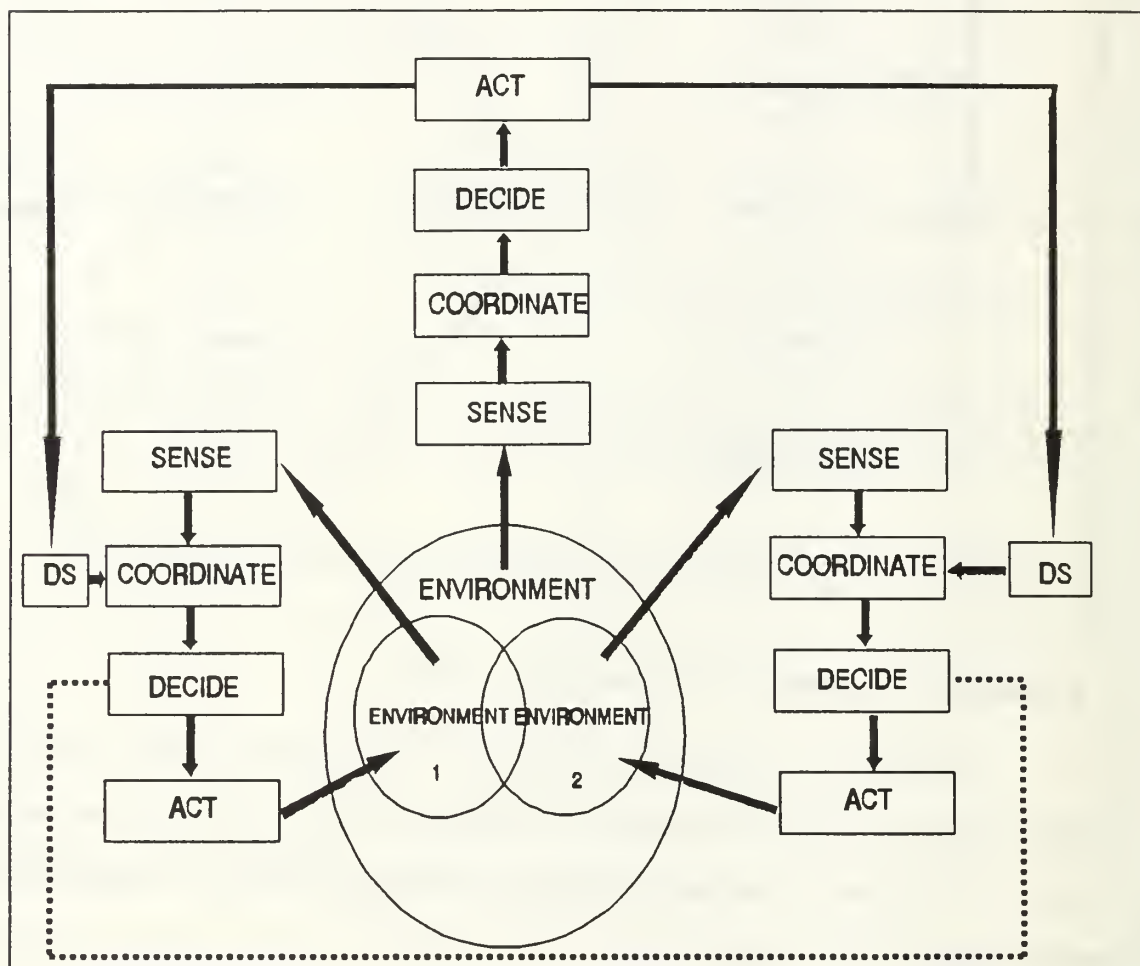 ACT
DECIDE
COORDINATE
SENSE
SENSE
DS
COORDINATE
DECIDE
ACT
ENVIRONMENT
ENVIRONMENT
1
ENVIRONMENT
2
SENSE
COORDINATE
DS
DECIDE
ACT